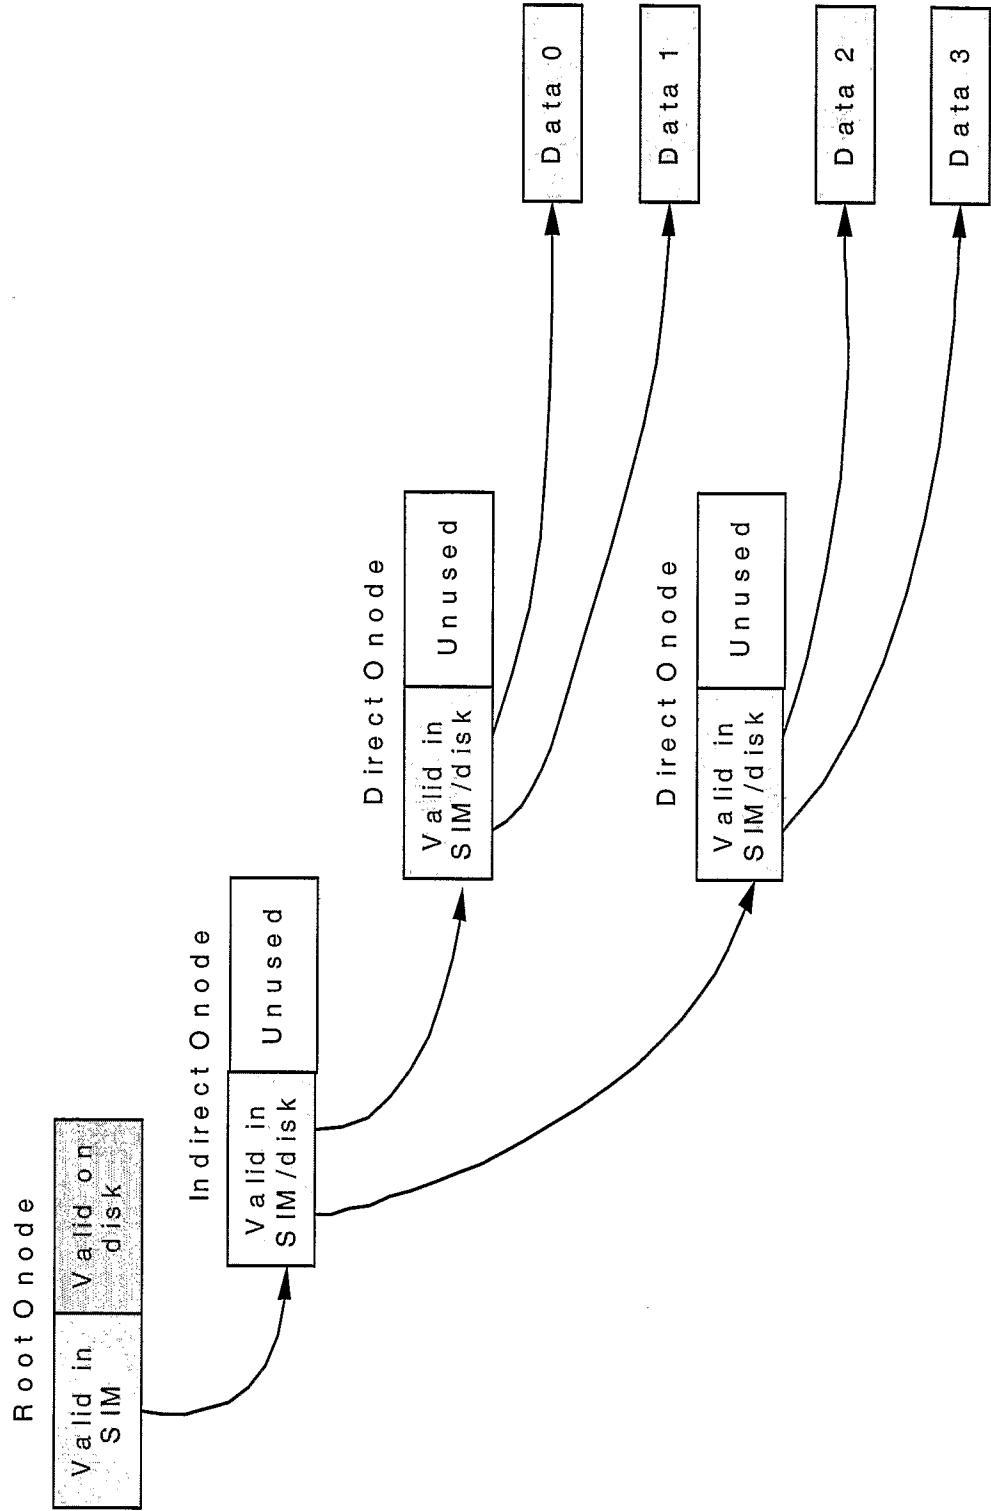 Root Onode
Valid in
SIM
Valid on
disk
Indirect Onode
Valid in
SIM/disk
Unused
Direct Onode
Valid in
SIM/disk
Unused
Direct Onode
Valid in
SIM/disk
Unused
Data 0
Data 1
Data 2
Data 3